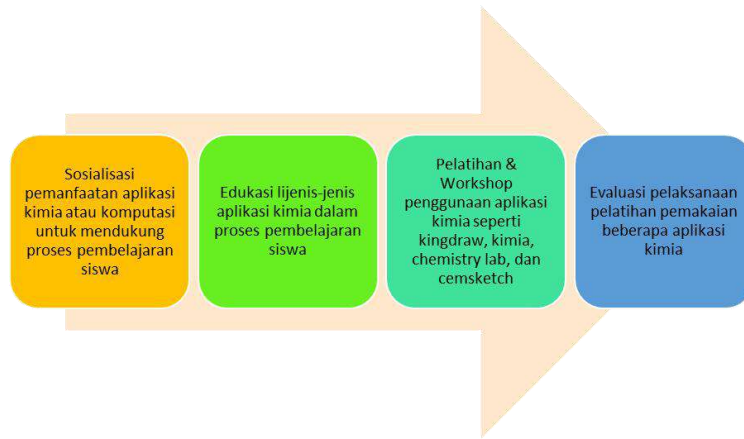 Sosialisasi
pemanfaatan aplikasi
kimia atau komputasi
untuk mendukung
proses pembelajaran
siswa
Edukasi lijenis-jenis
aplikasi kimia dalam
proses pembelajaran
siswa
Pelatihan &
Workshop
penggunaan aplikasi
kimia seperti
kingdraw, kimia,
chemistry lab, dan
cemsketch
Evaluasi pelaksanaan
pelatihan pemakaian
beberapa aplikasi
kimia